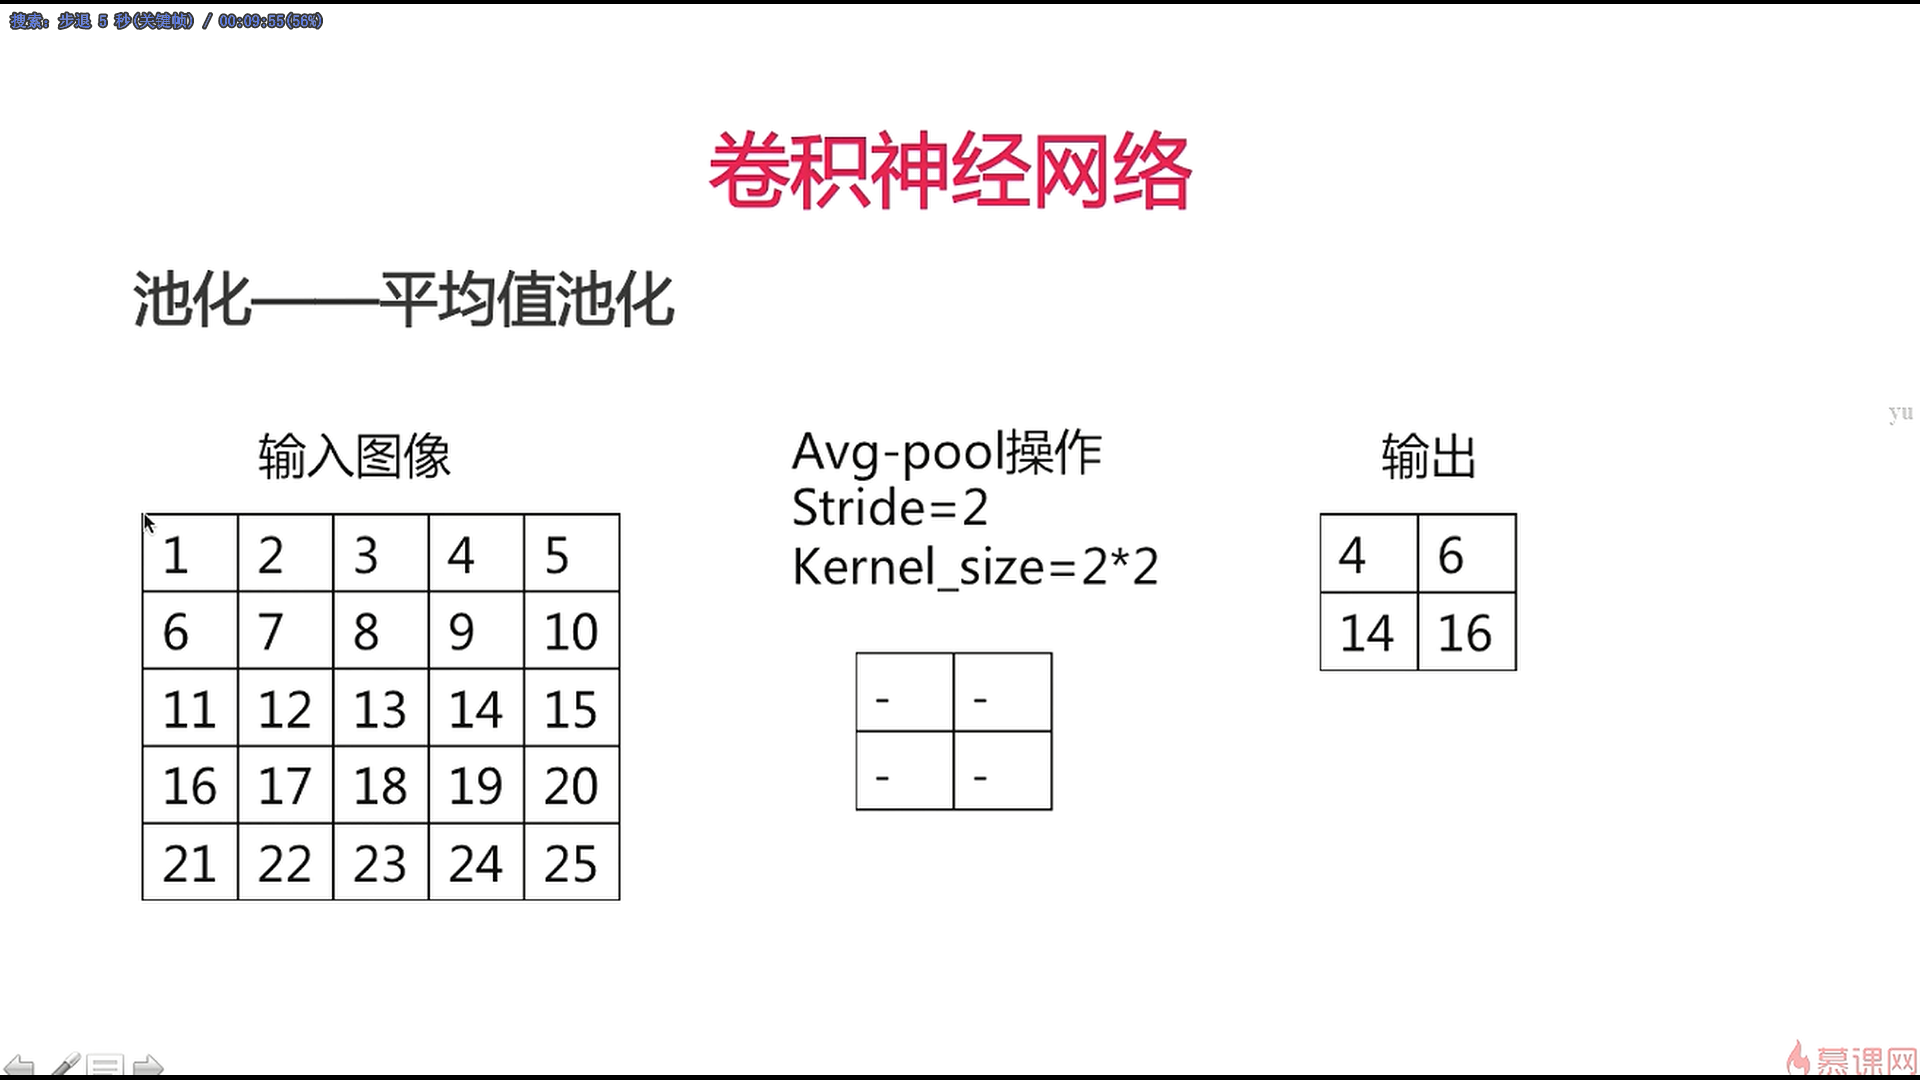 搜索: 步退 5 秒(关键帧) / 00:09:55(56%)
卷积神经网络
池化——平均值池化
yu
输入图像
Avg-pool操作
Stride=2
Kernel_size=2*2
输出
1 2 3 4 5
6 7 8 9 10
11 12 13 14 15
16 17 18 19 20
21 22 23 24 25
- -
- -
4 6
14 16
慕课网